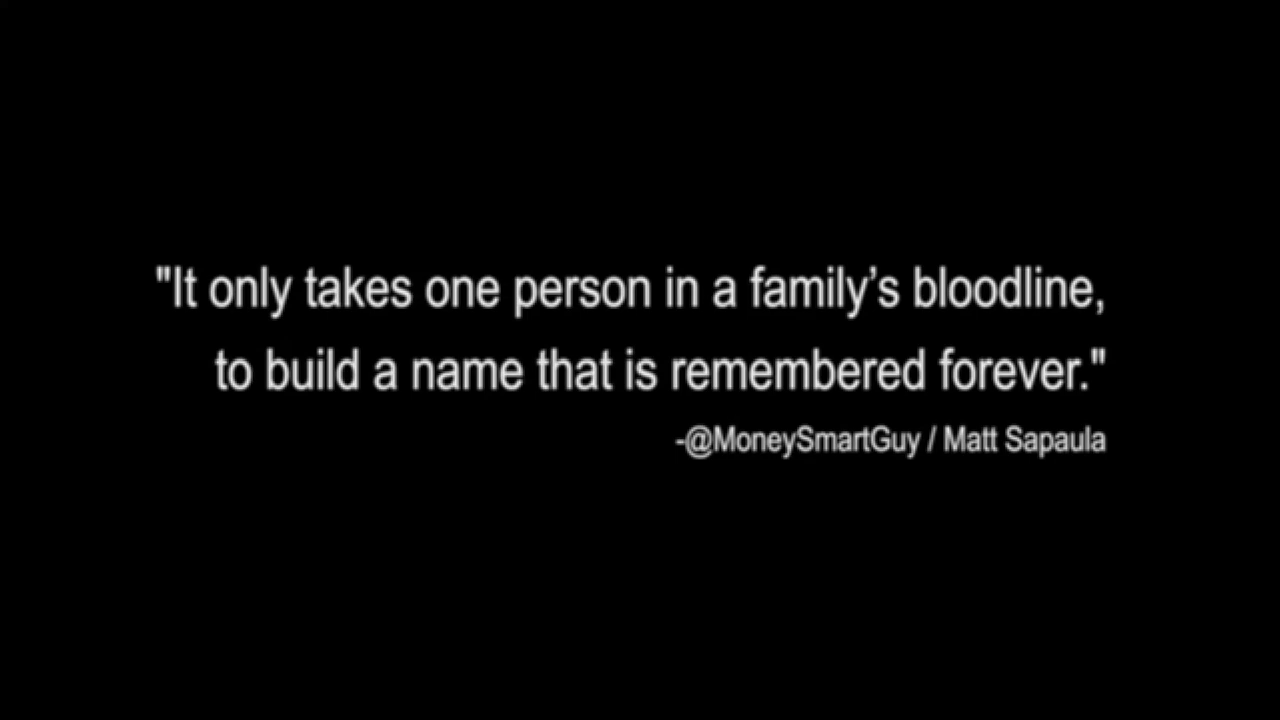 "It only takes one person in a family’s bloodline,
to build a name that is remembered forever."
-@MoneySmartGuy / Matt Sapaula